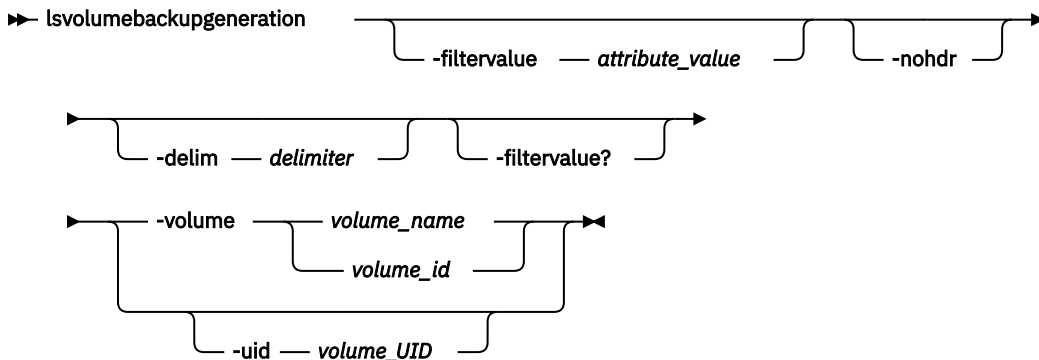 lsvolumebackupgeneration
-filtervalue attribute_value -nohdr
-delim delimiter -filtervalue?
-volume volume_name
volume_id
-uid volume_UID